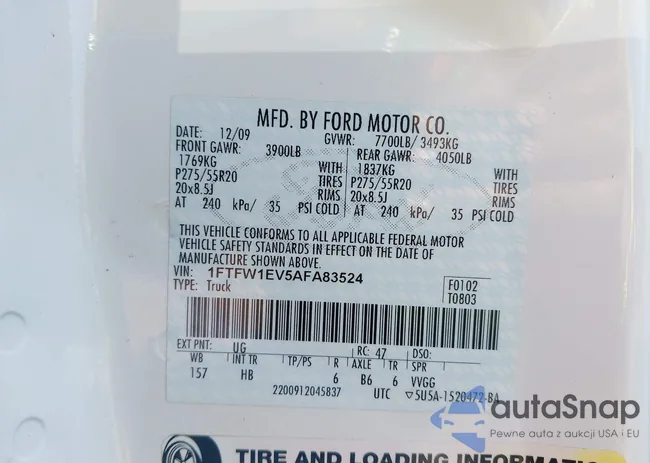 MFD. BY FORD MOTOR CO.
DATE: 12/09 GVWR: 7700LB/ 3493KG
FRONT GAWR: 3900LB REAR GAWR: 4050LB
1769KG WITH 1837KG WITH
P275/55R20 TIRES P275/55R20 TIRES
20x8.5J RIMS 20x8.5J RIMS
AT 240 kPa/ 35 PSI COLD AT 240 kPa/ 35 PSI COLD
THIS VEHICLE CONFORMS TO ALL APPLICABLE FEDERAL MOTOR
VEHICLE SAFETY STANDARDS IN EFFECT ON THE DATE OF
MANUFACTURE SHOWN ABOVE.
VIN: 1FTFW1EV5AFA83524
TYPE: Truck
F0102
T0803
EXT PNT: UG RC: 47 DSO:
WB INT TR TP/PS R AXLE TR SPR
157 HB 6 B6 6 VVGG
2200912045837 UTC 5U5A-1520472-BA
autaSnap
Pewne auta z aukcji USA i EU
TIRE AND LOADING INFORMATION